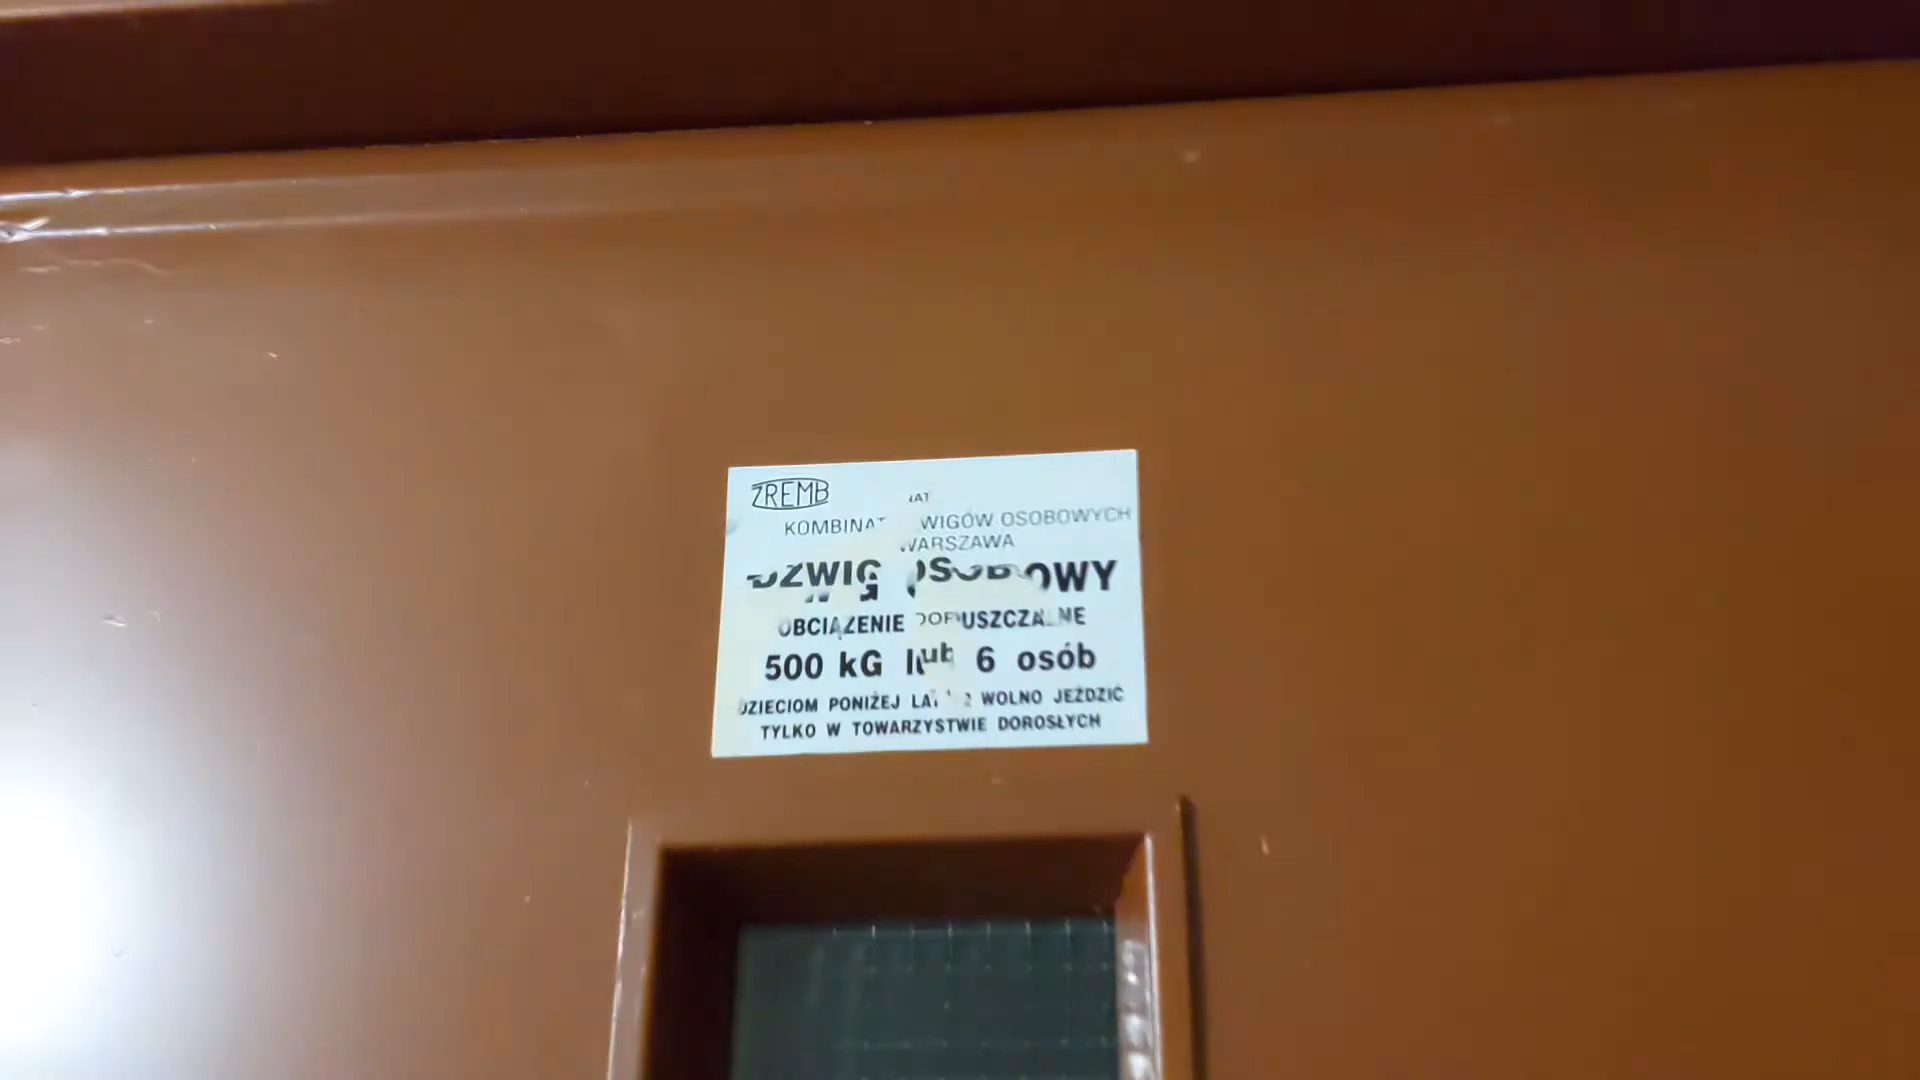 ZREMB
KOMBINAT WIGÓW OSOBOWYCH
WARSZAWA
DZWIG OSOBOWY
OBCIĄŻENIE DOPUSZCZALNE
500 kG lub 6 osób
DZIECIOM PONIŻEJ LAT WOLNO JEŹDZIĆ
TYLKO W TOWARZYSTWIE DOROSŁYCH